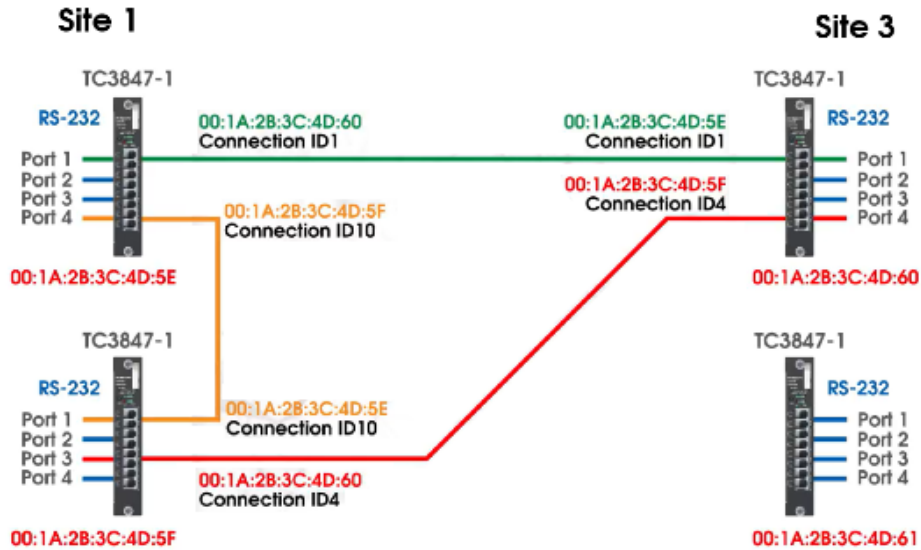 Site 1
Site 3
TC3847-1
TC3847-1
RS-232
00:1A:2B:3C:4D:60
Connection ID1
00:1A:2B:3C:4D:5E
Connection ID1
RS-232
Port 1
Port 2
Port 3
Port 4
00:1A:2B:3C:4D:5F
Connection ID10
00:1A:2B:3C:4D:5F
Connection ID4
Port 1
Port 2
Port 3
Port 4
00:1A:2B:3C:4D:5E
00:1A:2B:3C:4D:60
TC3847-1
TC3847-1
RS-232
00:1A:2B:3C:4D:5E
Connection ID10
RS-232
Port 1
Port 2
Port 3
Port 4
00:1A:2B:3C:4D:60
Connection ID4
Port 1
Port 2
Port 3
Port 4
00:1A:2B:3C:4D:5F
00:1A:2B:3C:4D:61